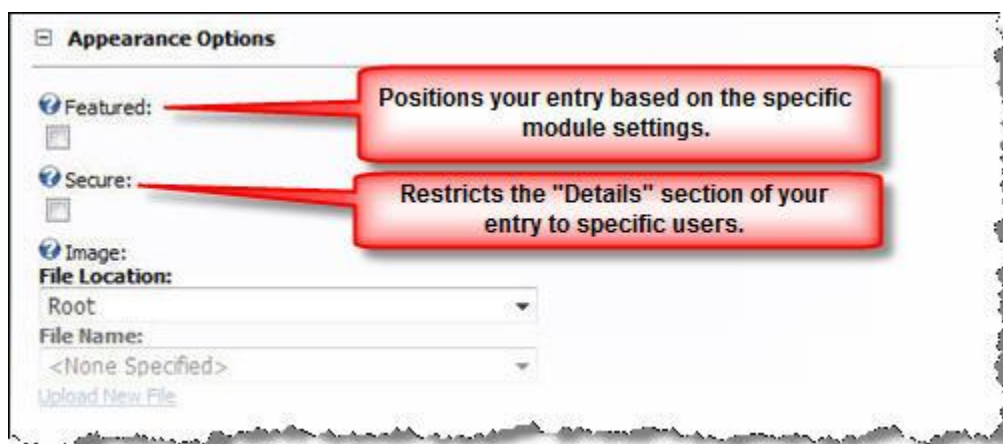 Appearance Options
Featured:
Positions your entry based on the specific
module settings.
Secure:
Restricts the "Details" section of your
entry to specific users.
Image:
File Location:
Root
File Name:
<None Specified>
Upload New File